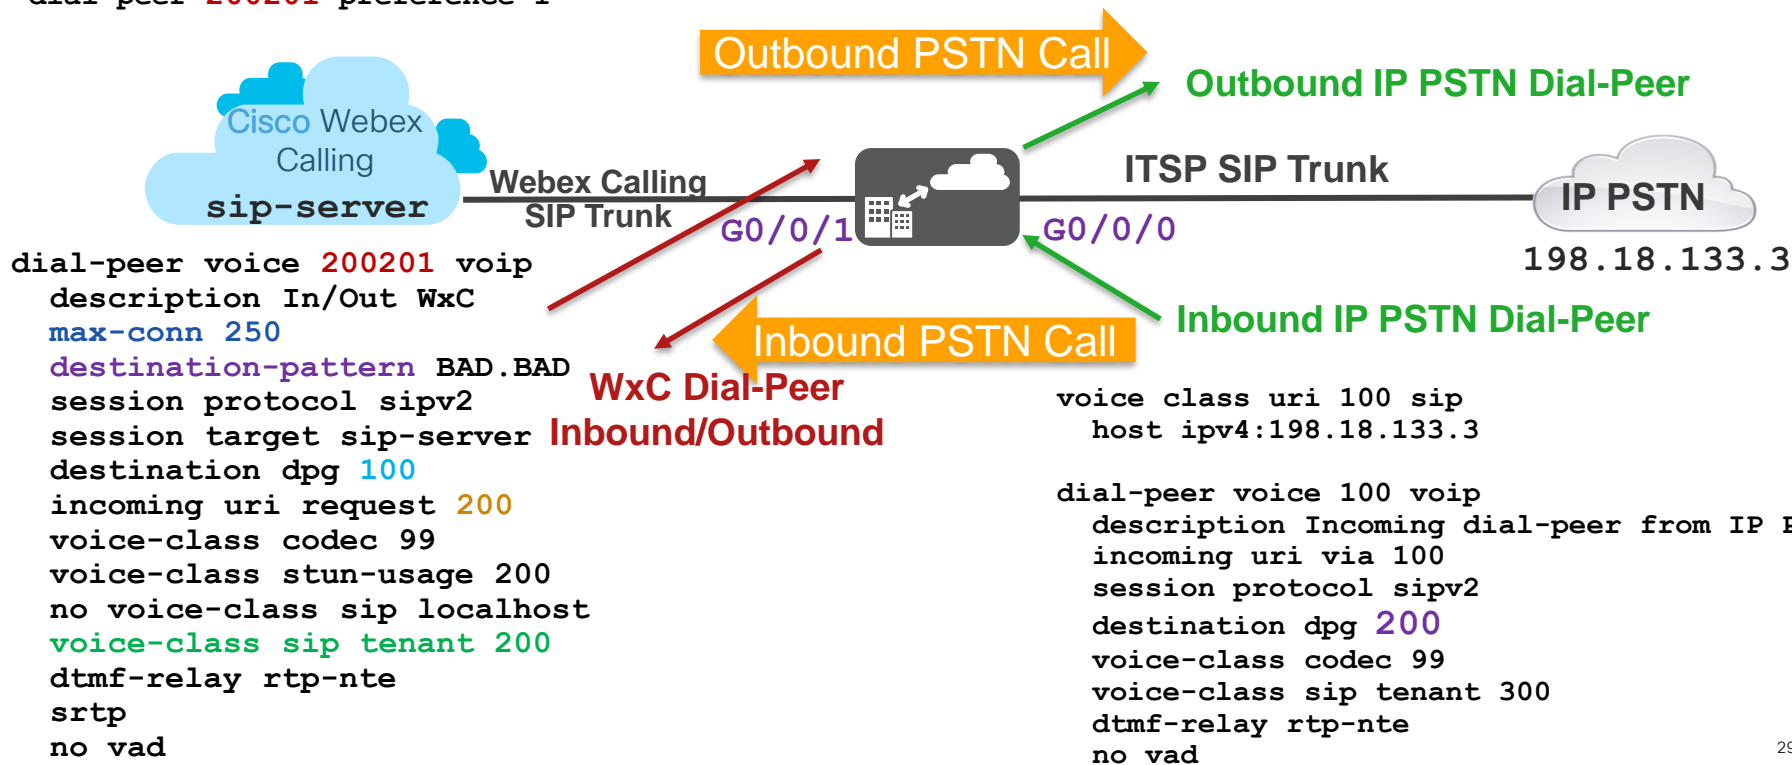 dial-peer 200201 preference 1
Outbound PSTN Call
Outbound IP PSTN Dial-Peer
Cisco Webex
Calling
sip-server
Webex Calling
SIP Trunk
G0/0/1
G0/0/0
ITSP SIP Trunk
IP PSTN
198.18.133.3
Inbound PSTN Call
Inbound IP PSTN Dial-Peer
WxC Dial-Peer
Inbound/Outbound
dial-peer voice 200201 voip
description In/Out WxC
max-conn 250
destination-pattern BAD.BAD
session protocol sipv2
session target sip-server
destination dpg 100
incoming uri request 200
voice-class codec 99
voice-class stun-usage 200
no voice-class sip localhost
voice-class sip tenant 200
dtmf-relay rtp-nte
srtp
no vad
voice class uri 100 sip
host ipv4:198.18.133.3
dial-peer voice 100 voip
description Incoming dial-peer from IP
incoming uri via 100
session protocol sipv2
destination dpg 200
voice-class codec 99
voice-class sip tenant 300
dtmf-relay rtp-nte
no vad